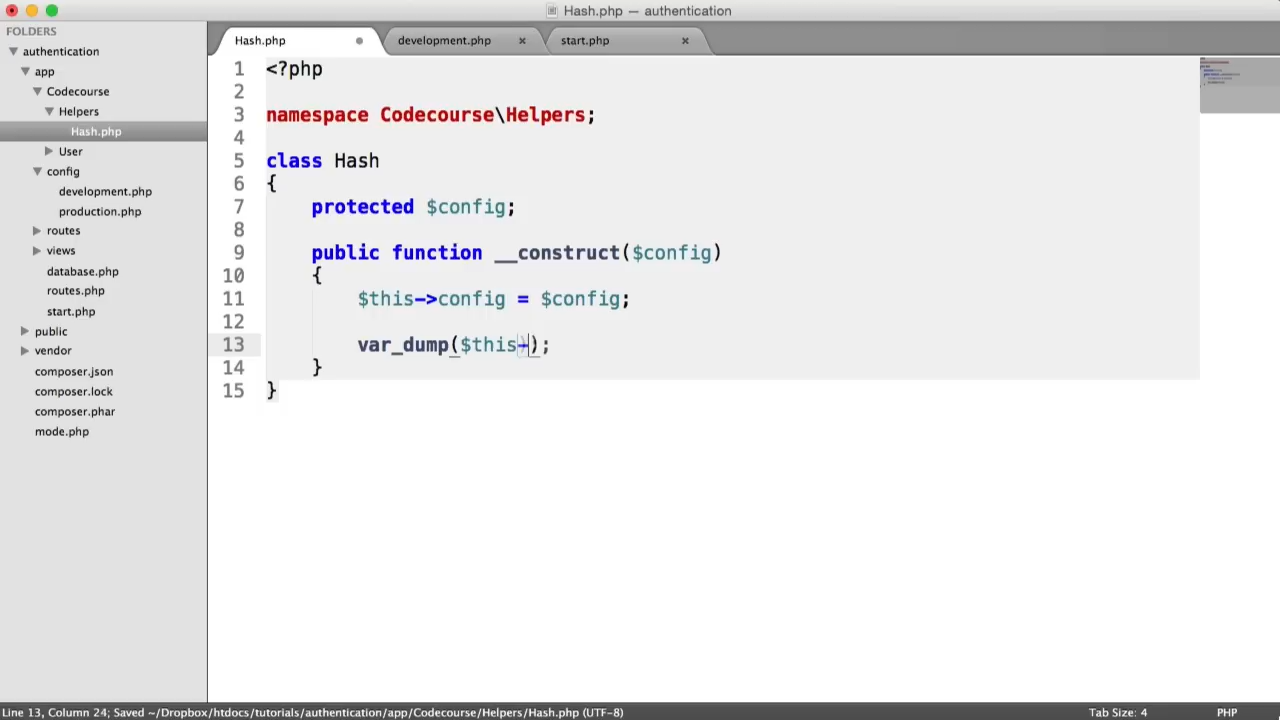 Hash.php — authentication
FOLDERS
authentication
app
Codecourse
Helpers
Hash.php
User
config
development.php
production.php
routes
views
database.php
routes.php
start.php
public
vendor
composer.json
composer.lock
composer.phar
mode.php
Hash.php
development.php
start.php
1 <?php
2
3 namespace Codecourse\Helpers;
4
5 class Hash
6 {
7 protected $config;
8
9 public function __construct($config)
10 {
11 $this->config = $config;
12
13 var_dump($this-);
14 }
15 }
Line 13, Column 24; Saved ~/Dropbox/htdocs/tutorials/authentication/app/Codecourse/Helpers/Hash.php (UTF-8)
Tab Size: 4
PHP